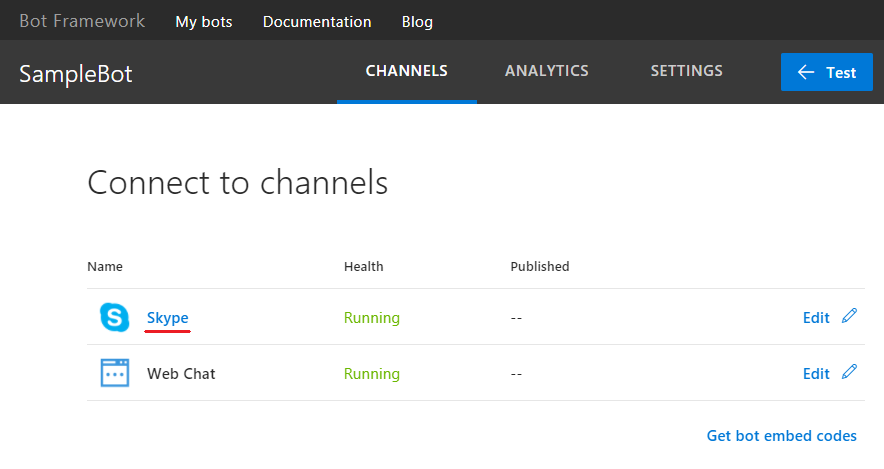 Bot Framework My bots Documentation Blog
SampleBot CHANNELS ANALYTICS SETTINGS Test
Connect to channels
Name Health Published
Skype Running -- Edit
Web Chat Running -- Edit
Get bot embed codes